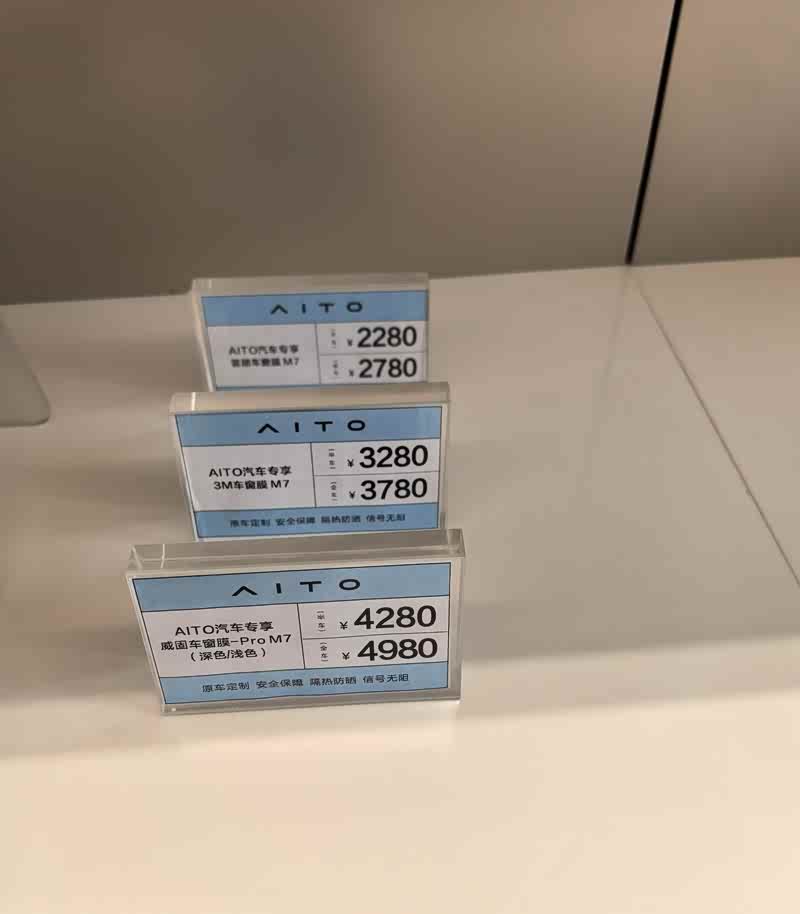 AITO
AITO汽车专享
车窗膜 M7
¥ 2280
¥ 2780
AITO
AITO汽车专享
3M车窗膜 M7
¥ 3280
¥ 3780
原车定制 安全保障 隔热防晒 信号无阻
AITO
AITO汽车专享
威固车窗膜-Pro M7
(深色/浅色)
¥ 4280
¥ 4980
原车定制 安全保障 隔热防晒 信号无阻